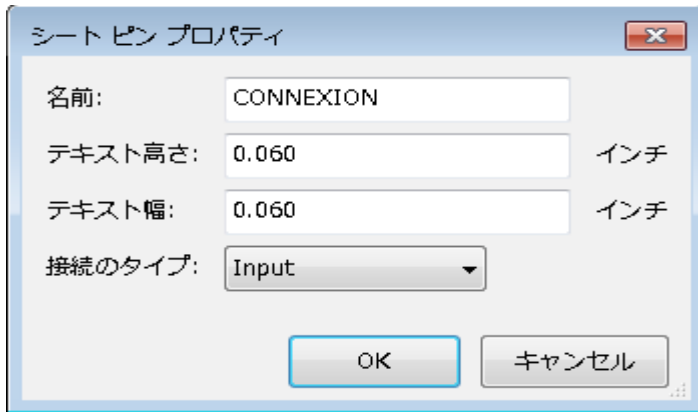 シート ピン プロパティ
名前: CONNEXION
テキスト高さ: 0.060 インチ
テキスト幅: 0.060 インチ
接続のタイプ: Input
OK キャンセル